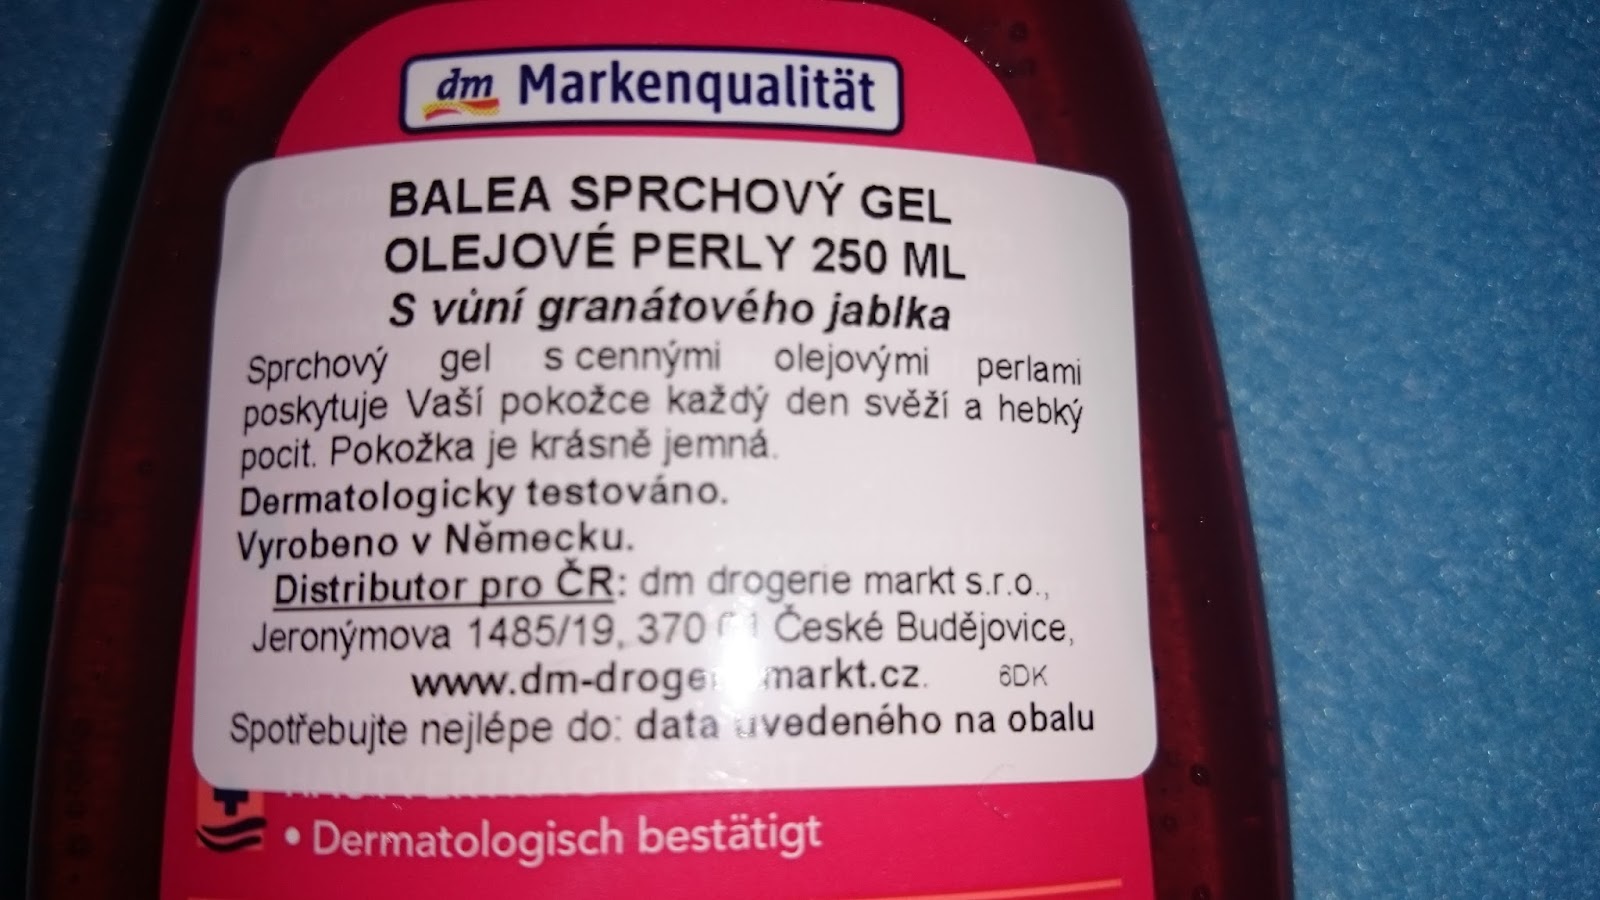 dm Markenqualität
BALEA SPRCHOVÝ GEL
OLEJOVÉ PERLY 250 ML
S vůní granátového jablka
Sprchový gel s cennými olejovými perlami
poskytuje Vaší pokožce každý den svěží a hebký
pocit. Pokožka je krásně jemná.
Dermatologicky testováno.
Vyrobeno v Německu.
Distributor pro ČR: dm drogerie markt s.r.o.,
Jeronýmova 1485/19, 370 České Budějovice,
6DK
Spotřebujte nejlépe do: data uvedeného na obalu
• Dermatologisch bestätigt